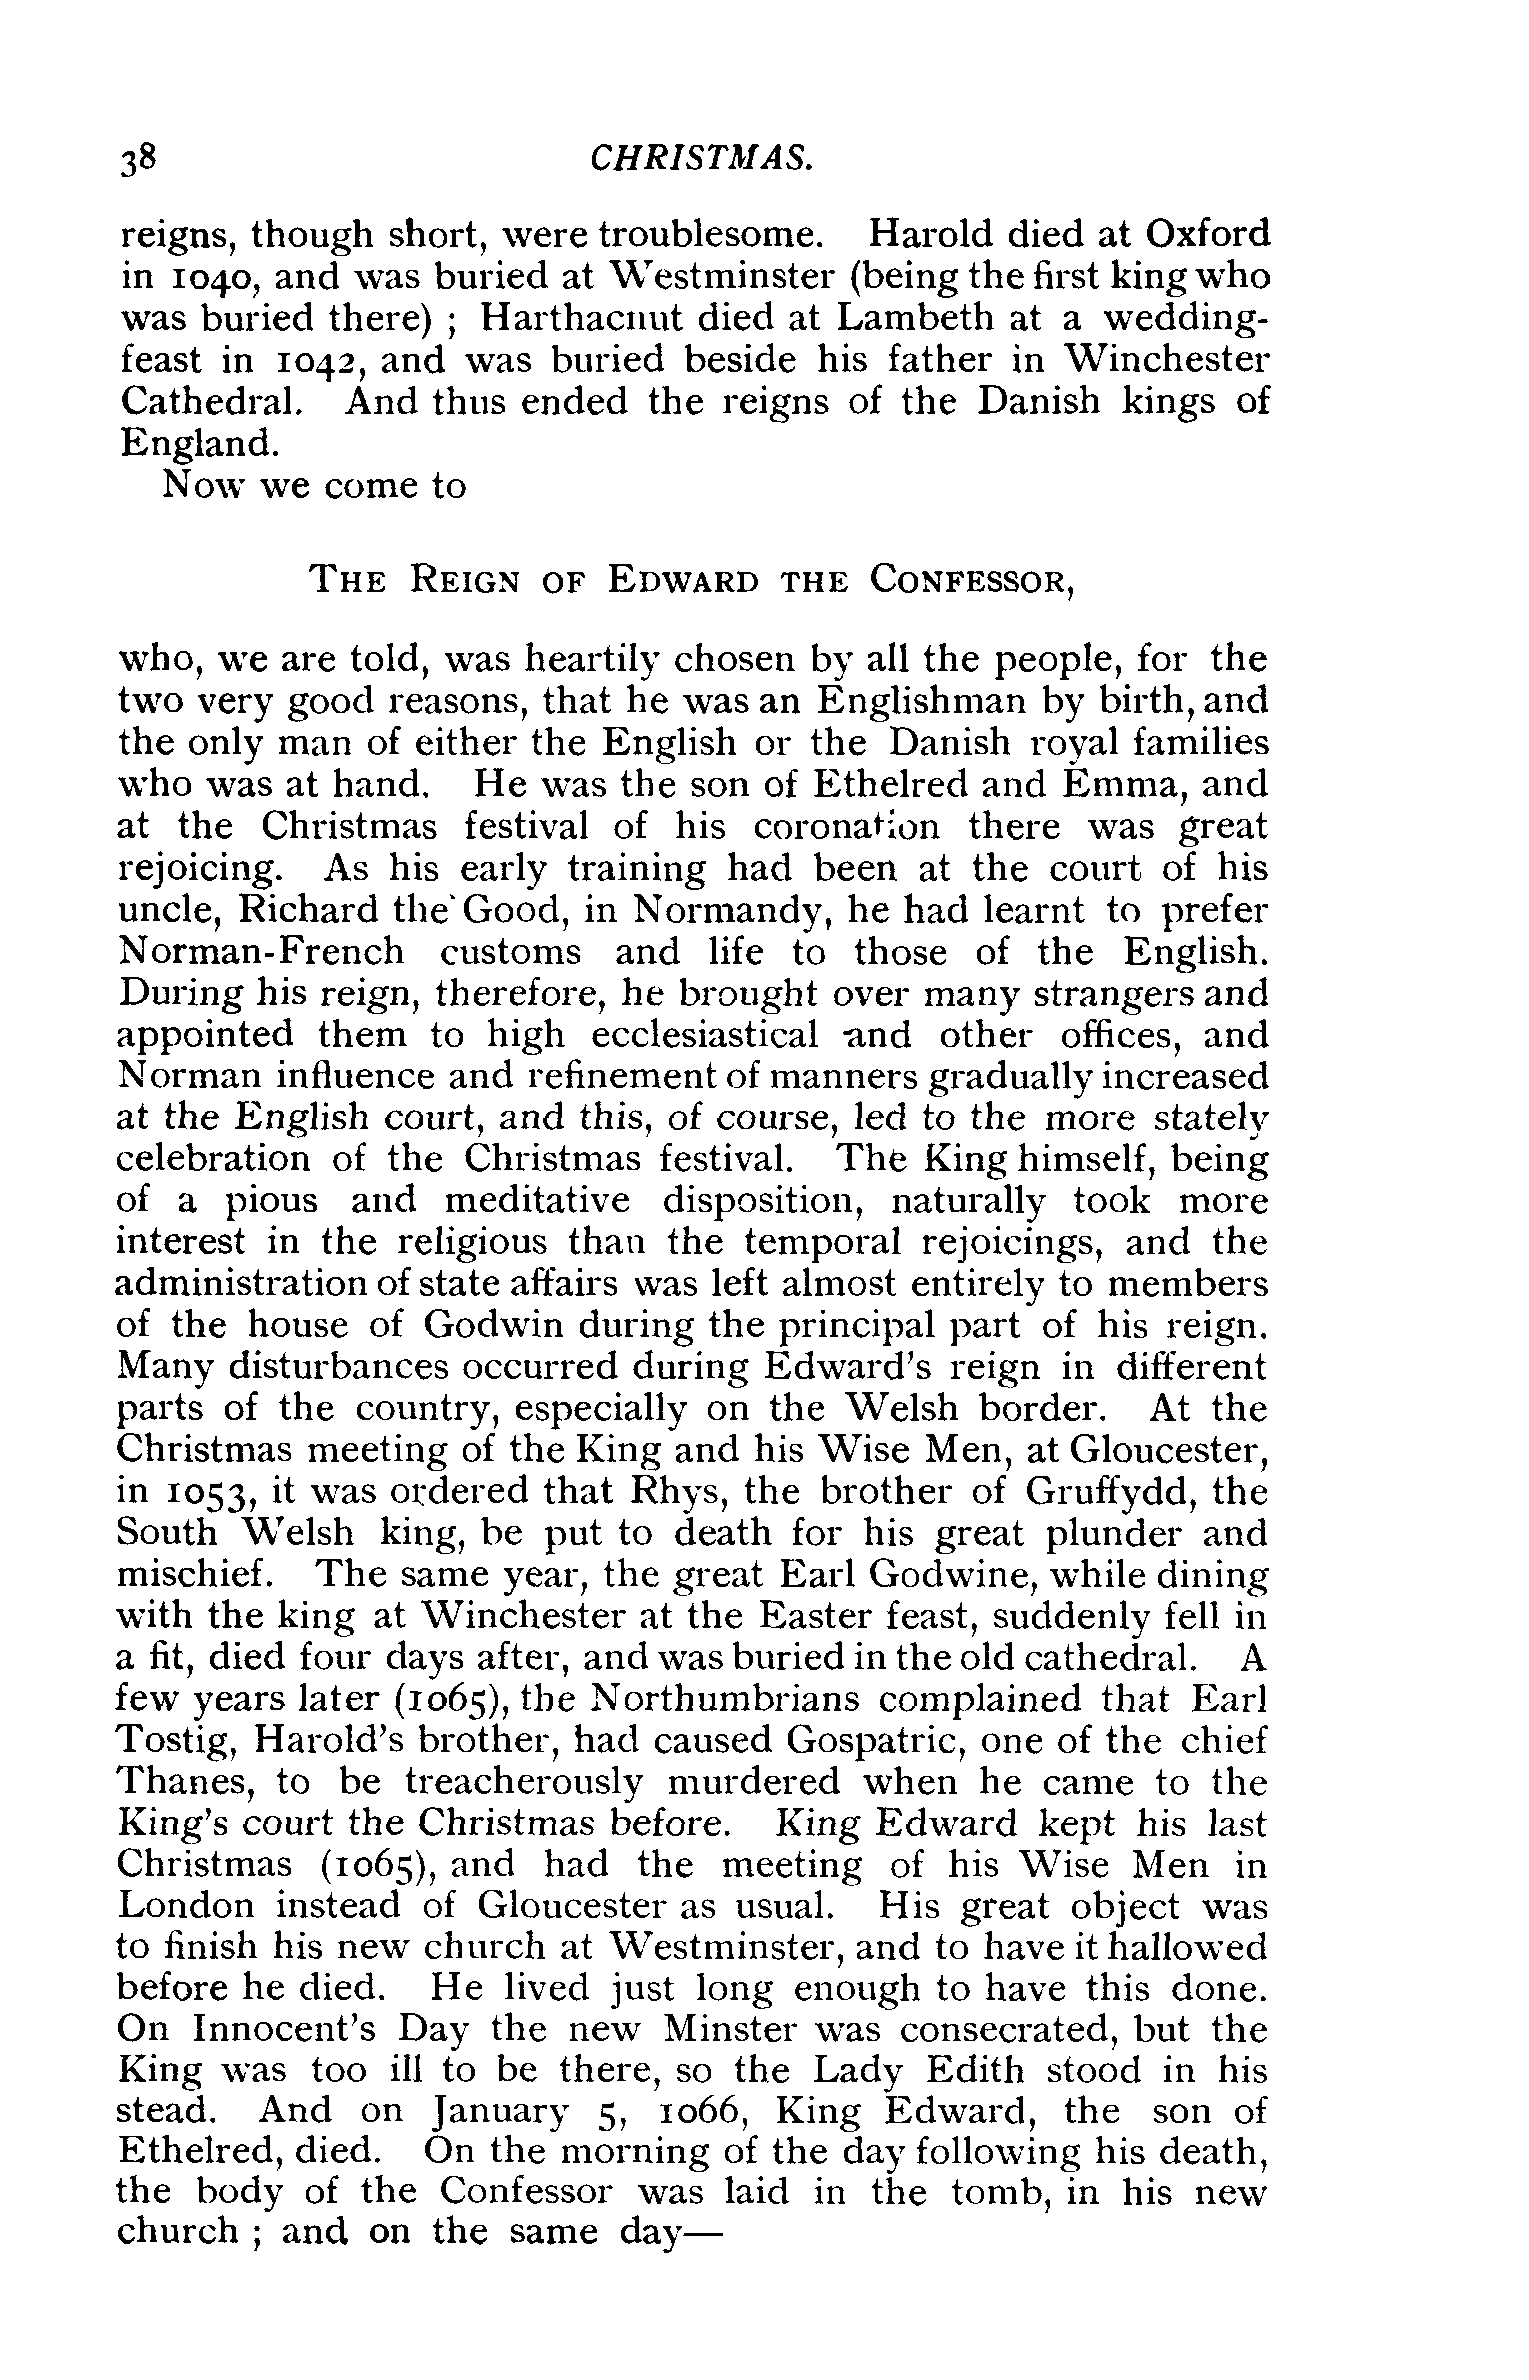 38 CHRISTMAS.
reigns, though short, were troublesome. Harold died at Oxford
in 1040, and was buried at Westminster (being the first king who
was buried there) ; Harthacnut died at Lambeth at a wedding-
feast in 1042, and was buried beside his father in Winchester
Cathedral. And thus ended the reigns of the Danish kings of
England.
Now we come to
THE REIGN OF EDWARD THE CONFESSOR,
who, we are told, was heartily chosen by all the people, for the
two very good reasons, that he was an Englishman by birth, and
the only man of either the English or the Danish royal families
who was at hand. He was the son of Ethelred and Emma, and
at the Christmas festival of his coronation there was great
rejoicing. As his early training had been at the court of his
uncle, Richard the Good, in Normandy, he had learnt to prefer
Norman-French customs and life to those of the English.
During his reign, therefore, he brought over many strangers and
appointed them to high ecclesiastical and other offices, and
Norman influence and refinement of manners gradually increased
at the English court, and this, of course, led to the more stately
celebration of the Christmas festival. The King himself, being
of a pious and meditative disposition, naturally took more
interest in the religious than the temporal rejoicings, and the
administration of state affairs was left almost entirely to members
of the house of Godwin during the principal part of his reign.
Many disturbances occurred during Edward's reign in different
parts of the country, especially on the Welsh border. At the
Christmas meeting of the King and his Wise Men, at Gloucester,
in 1053, it was ordered that Rhys, the brother of Gruffydd, the
South Welsh king, be put to death for his great plunder and
mischief. The same year, the great Earl Godwine, while dining
with the king at Winchester at the Easter feast, suddenly fell in
a fit, died four days after, and was buried in the old cathedral. A
few years later (1065), the Northumbrians complained that Earl
Tostig, Harold's brother, had caused Gospatric, one of the chief
Thanes, to be treacherously murdered when he came to the
King's court the Christmas before. King Edward kept his last
Christmas (1065), and had the meeting of his Wise Men in
London instead of Gloucester as usual. His great object was
to finish his new church at Westminster, and to have it hallowed
before he died. He lived just long enough to have this done.
On Innocent's Day the new Minster was consecrated, but the
King was too ill to be there, so the Lady Edith stood in his
stead. And on January 5, 1066, King Edward, the son of
Ethelred, died. On the morning of the day following his death,
the body of the Confessor was laid in the tomb, in his new
church ; and on the same day—